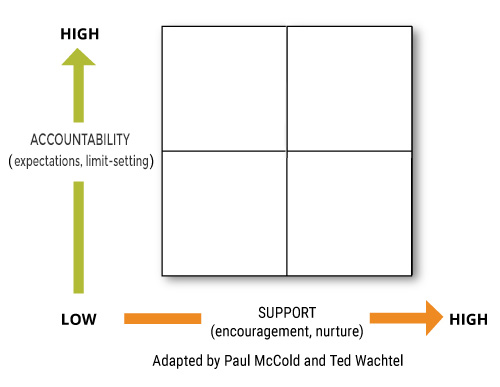 HIGH
ACCOUNTABILITY
(expectations, limit-setting)
LOW
SUPPORT
(encouragement, nurture)
HIGH
Adapted by Paul McCold and Ted Wachtel